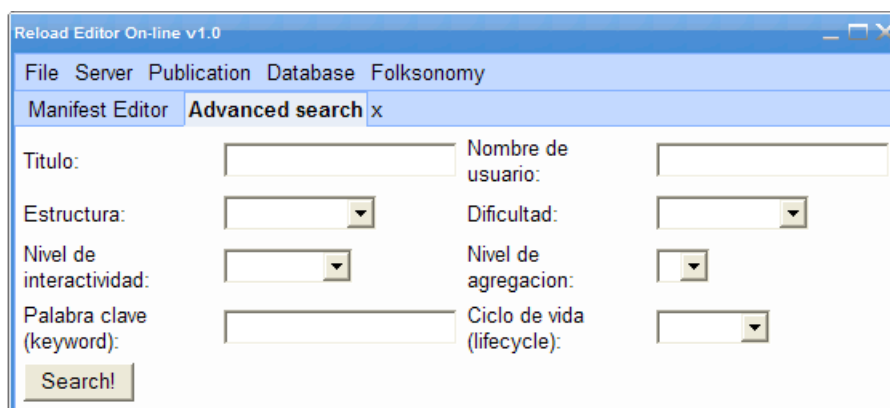 Reload Editor On-line v1.0
File Server Publication Database Folksonomy
Manifest Editor Advanced search x
Titulo:
Nombre de
usuario:
Estructura:
Dificultad:
Nivel de
interactividad:
Nivel de
agregacion:
Palabra clave
(keyword):
Ciclo de vida
(lifecycle):
Search!